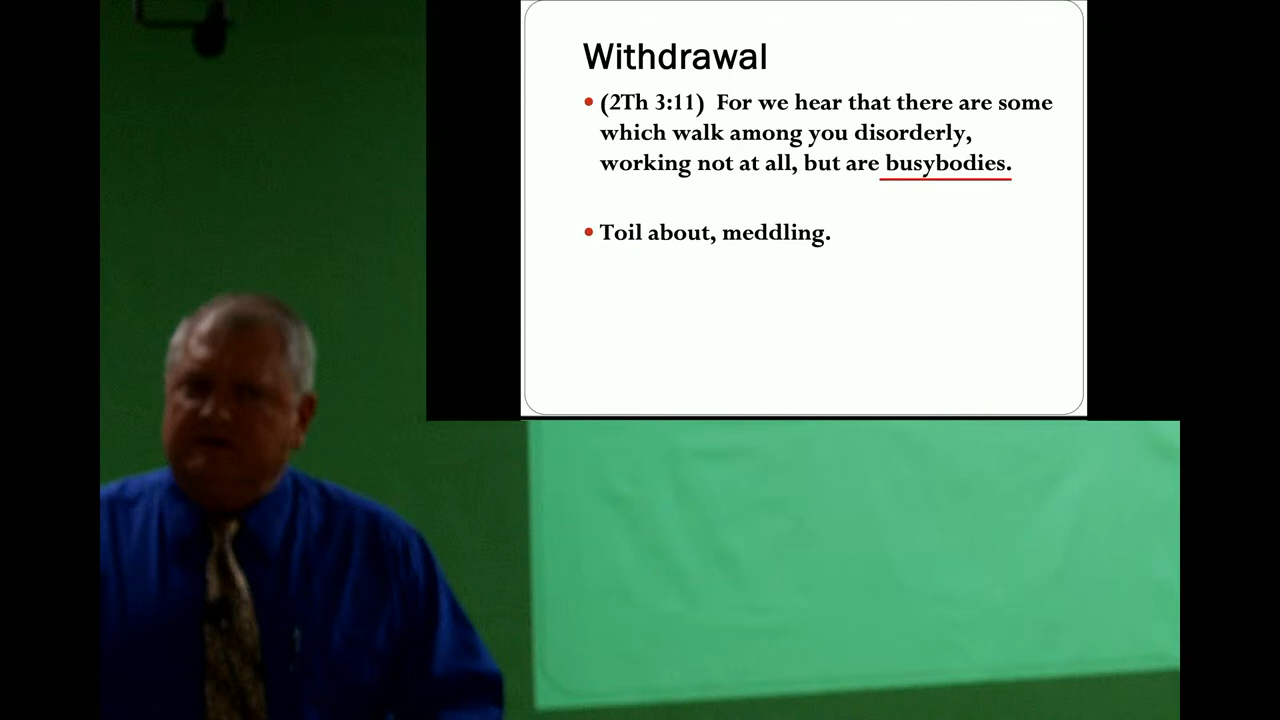 Withdrawal
• (2Th 3:11) For we hear that there are some
which walk among you disorderly,
working not at all, but are busybodies.
• Toil about, meddling.